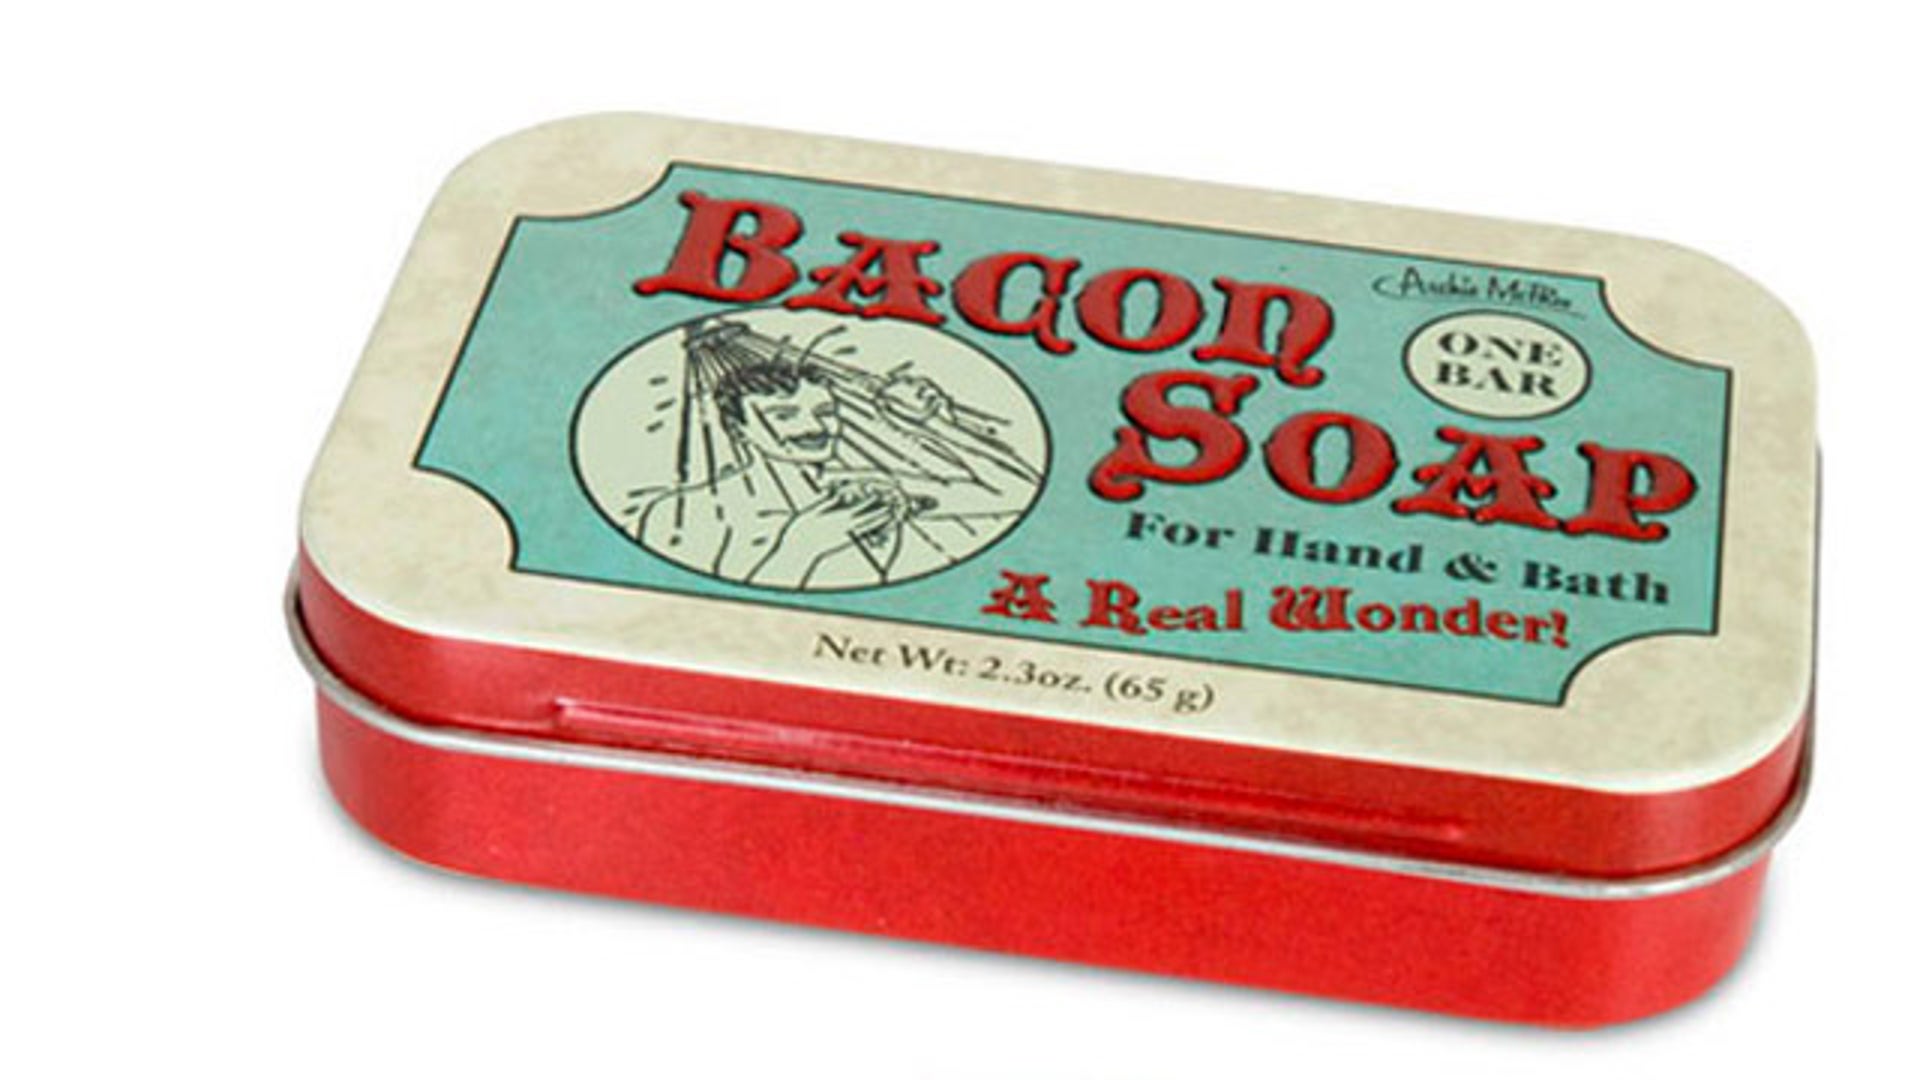 BACON
Archie McPhee
ONE
BAR
SOAP
For Hand & Bath
A Real Wonder!
Net Wt: 2.3oz. (65 g)